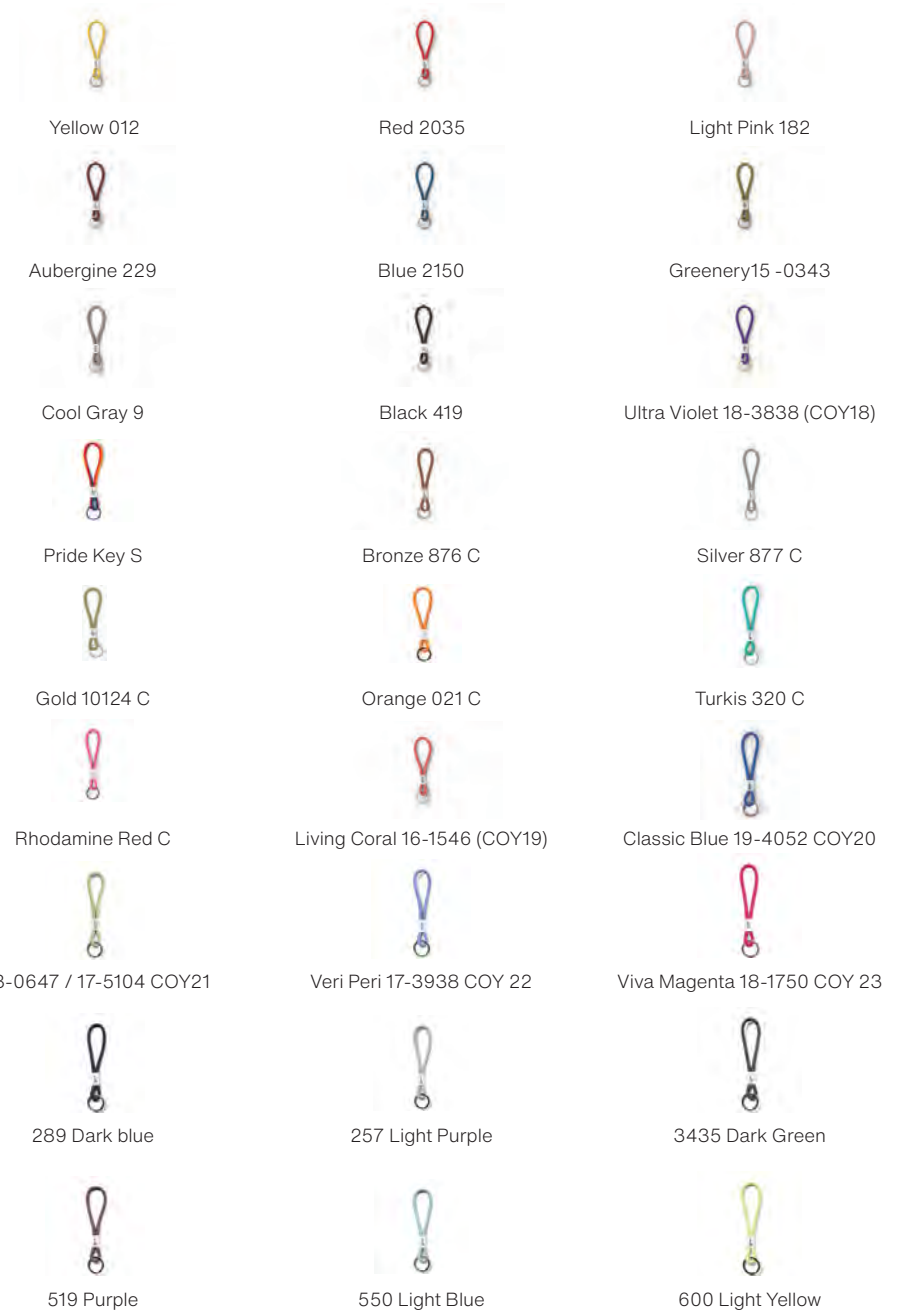 Yellow 012
Red 2035
Light Pink 182
Aubergine 229
Blue 2150
Greenery15 -0343
Cool Gray 9
Black 419
Ultra Violet 18-3838 (COY18)
Pride Key S
Bronze 876 C
Silver 877 C
Gold 10124 C
Orange 021 C
Turkis 320 C
Rhodamine Red C
Living Coral 16-1546 (COY19)
Classic Blue 19-4052 COY20
-0647 / 17-5104 COY21
Veri Peri 17-3938 COY 22
Viva Magenta 18-1750 COY 23
289 Dark blue
257 Light Purple
3435 Dark Green
519 Purple
550 Light Blue
600 Light Yellow